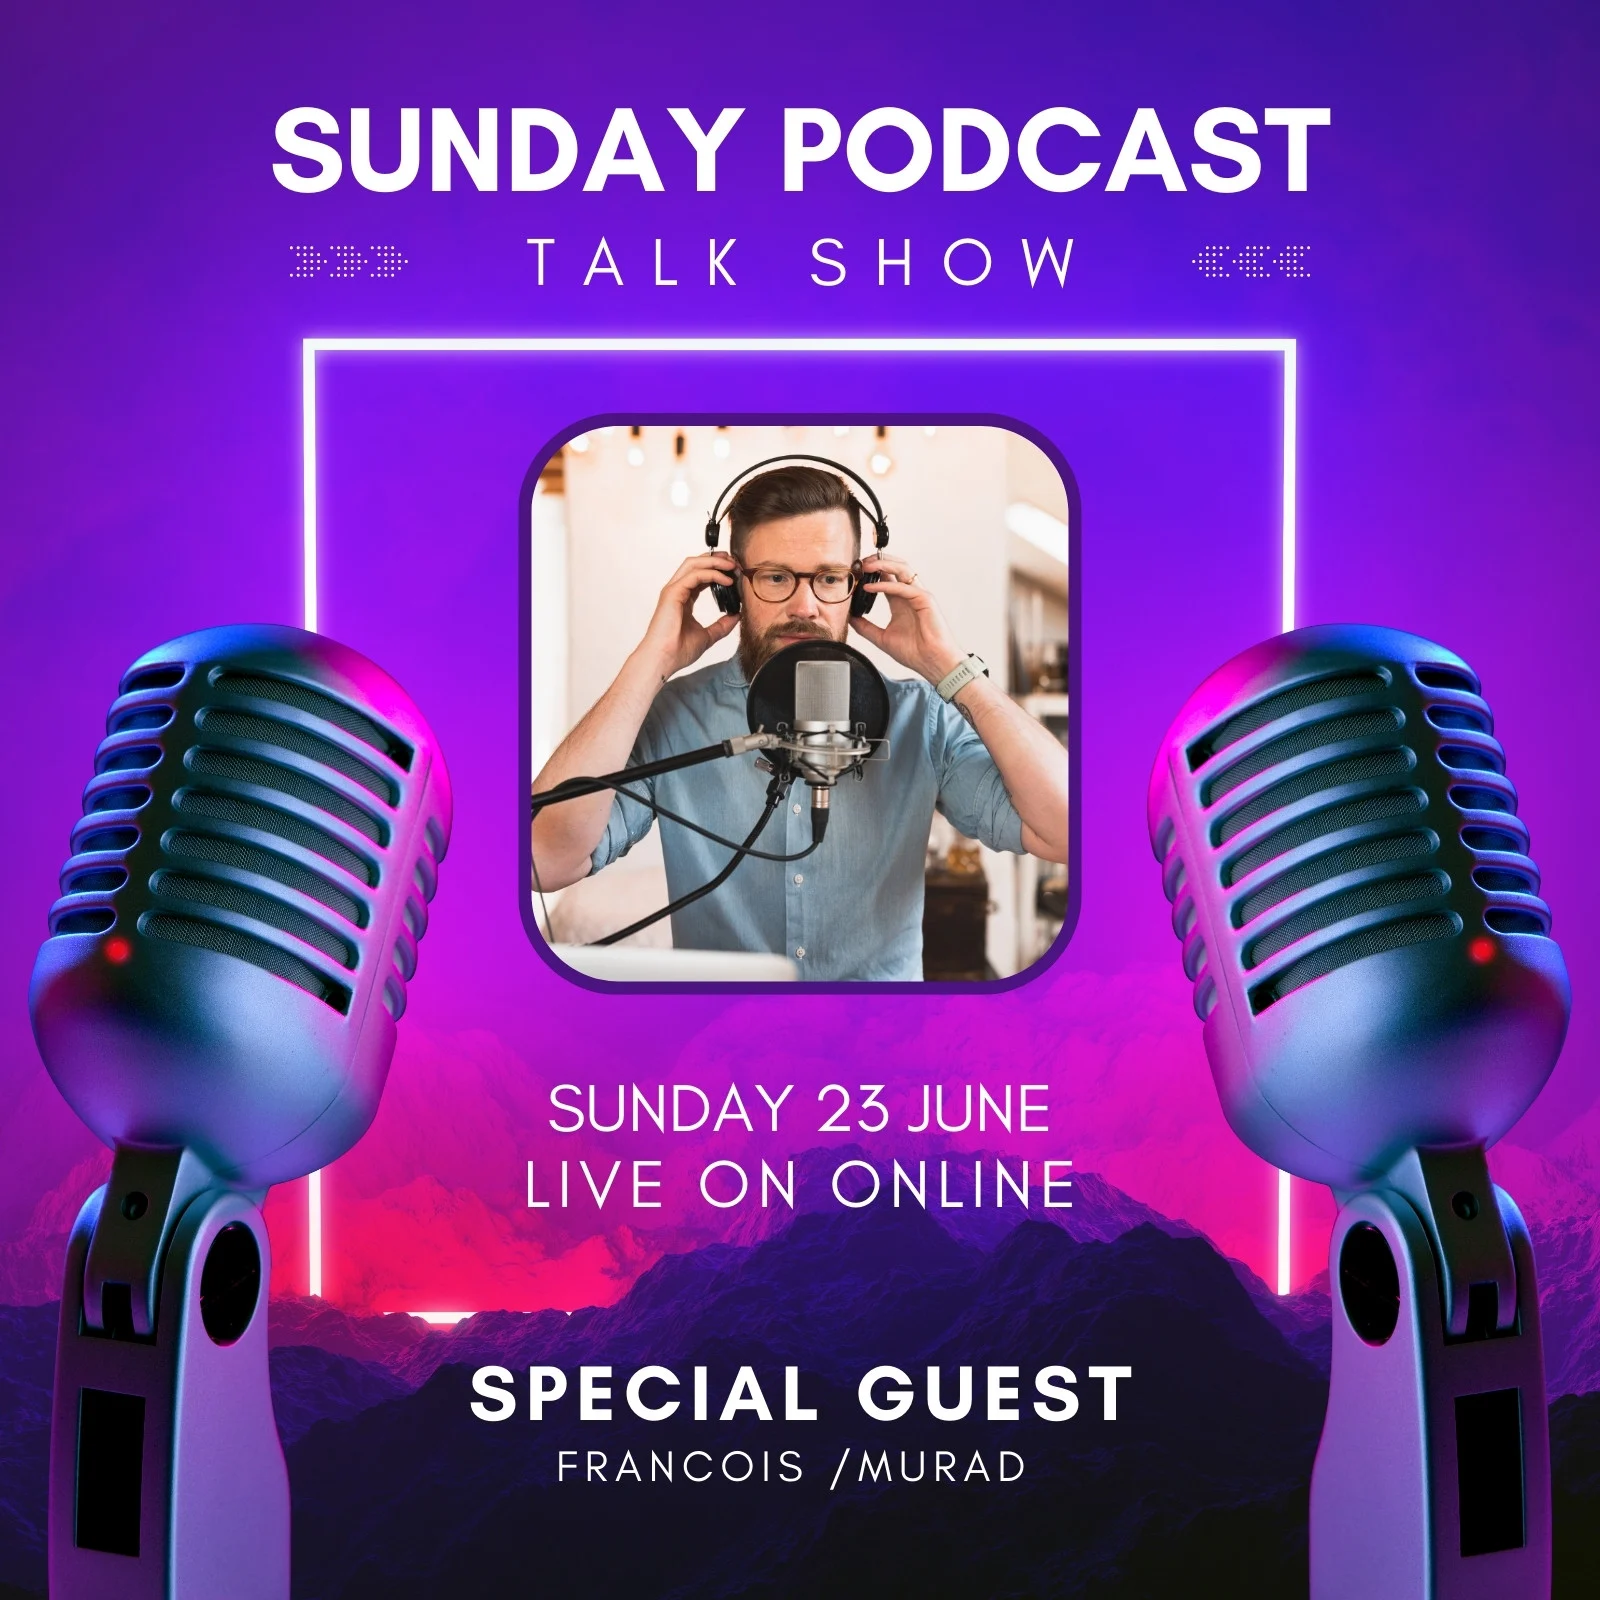 SUNDAY PODCAST
TALK SHOW
SUNDAY 23 JUNE
LIVE ON ONLINE
SPECIAL GUEST
FRANCOIS /MURAD